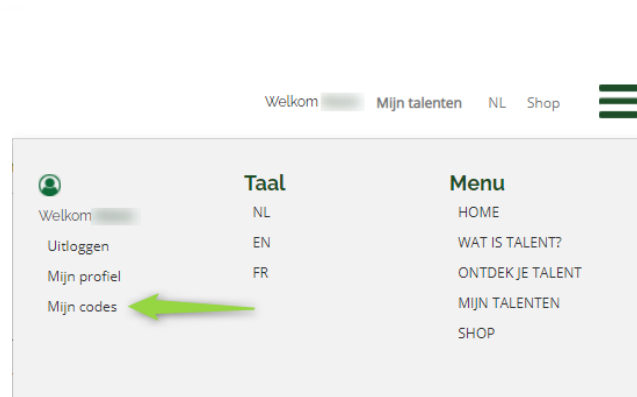 Welkom Mijn talenten NL Shop
Welkom
Uitloggen
Mijn profiel
Mijn codes
Taal
NL
EN
FR
Menu
HOME
WAT IS TALENT?
ONTDEK JE TALENT
MIJN TALENTEN
SHOP